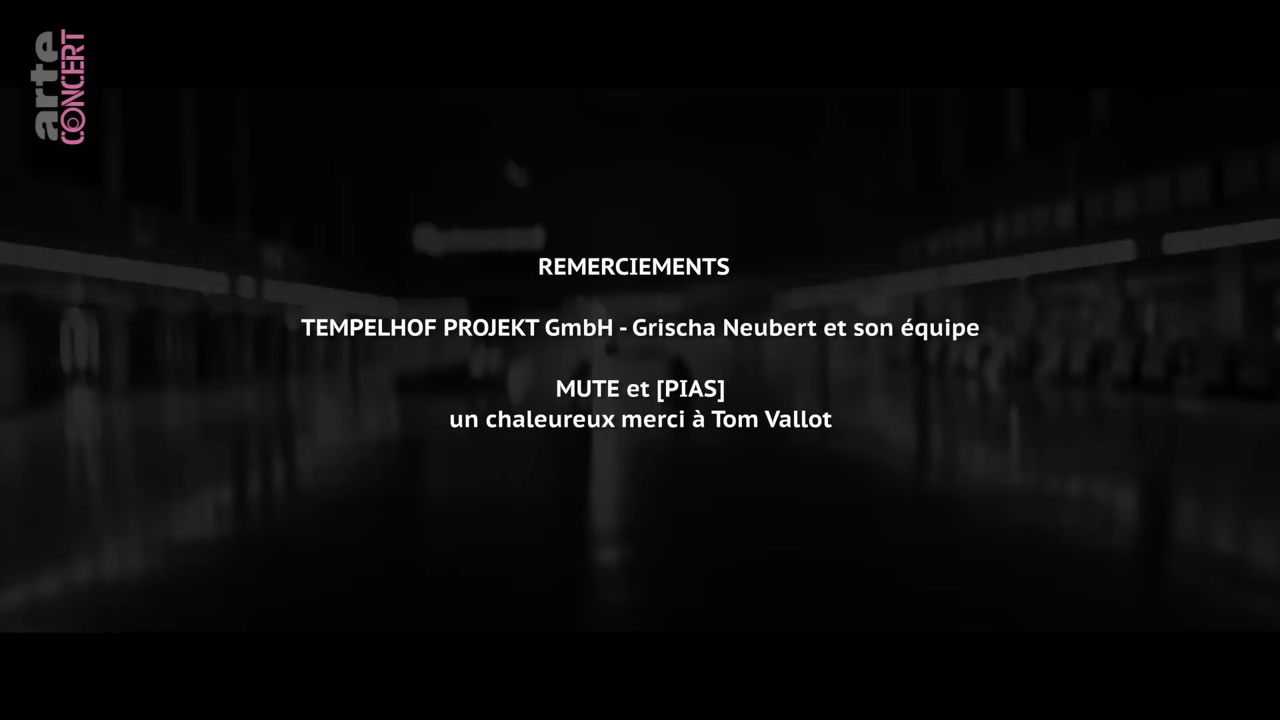 arte
CONCERT
REMERCIEMENTS
TEMPELHOF PROJEKT GmbH - Grischa Neubert et son équipe
MUTE et [PIAS]
un chaleureux merci à Tom Vallot